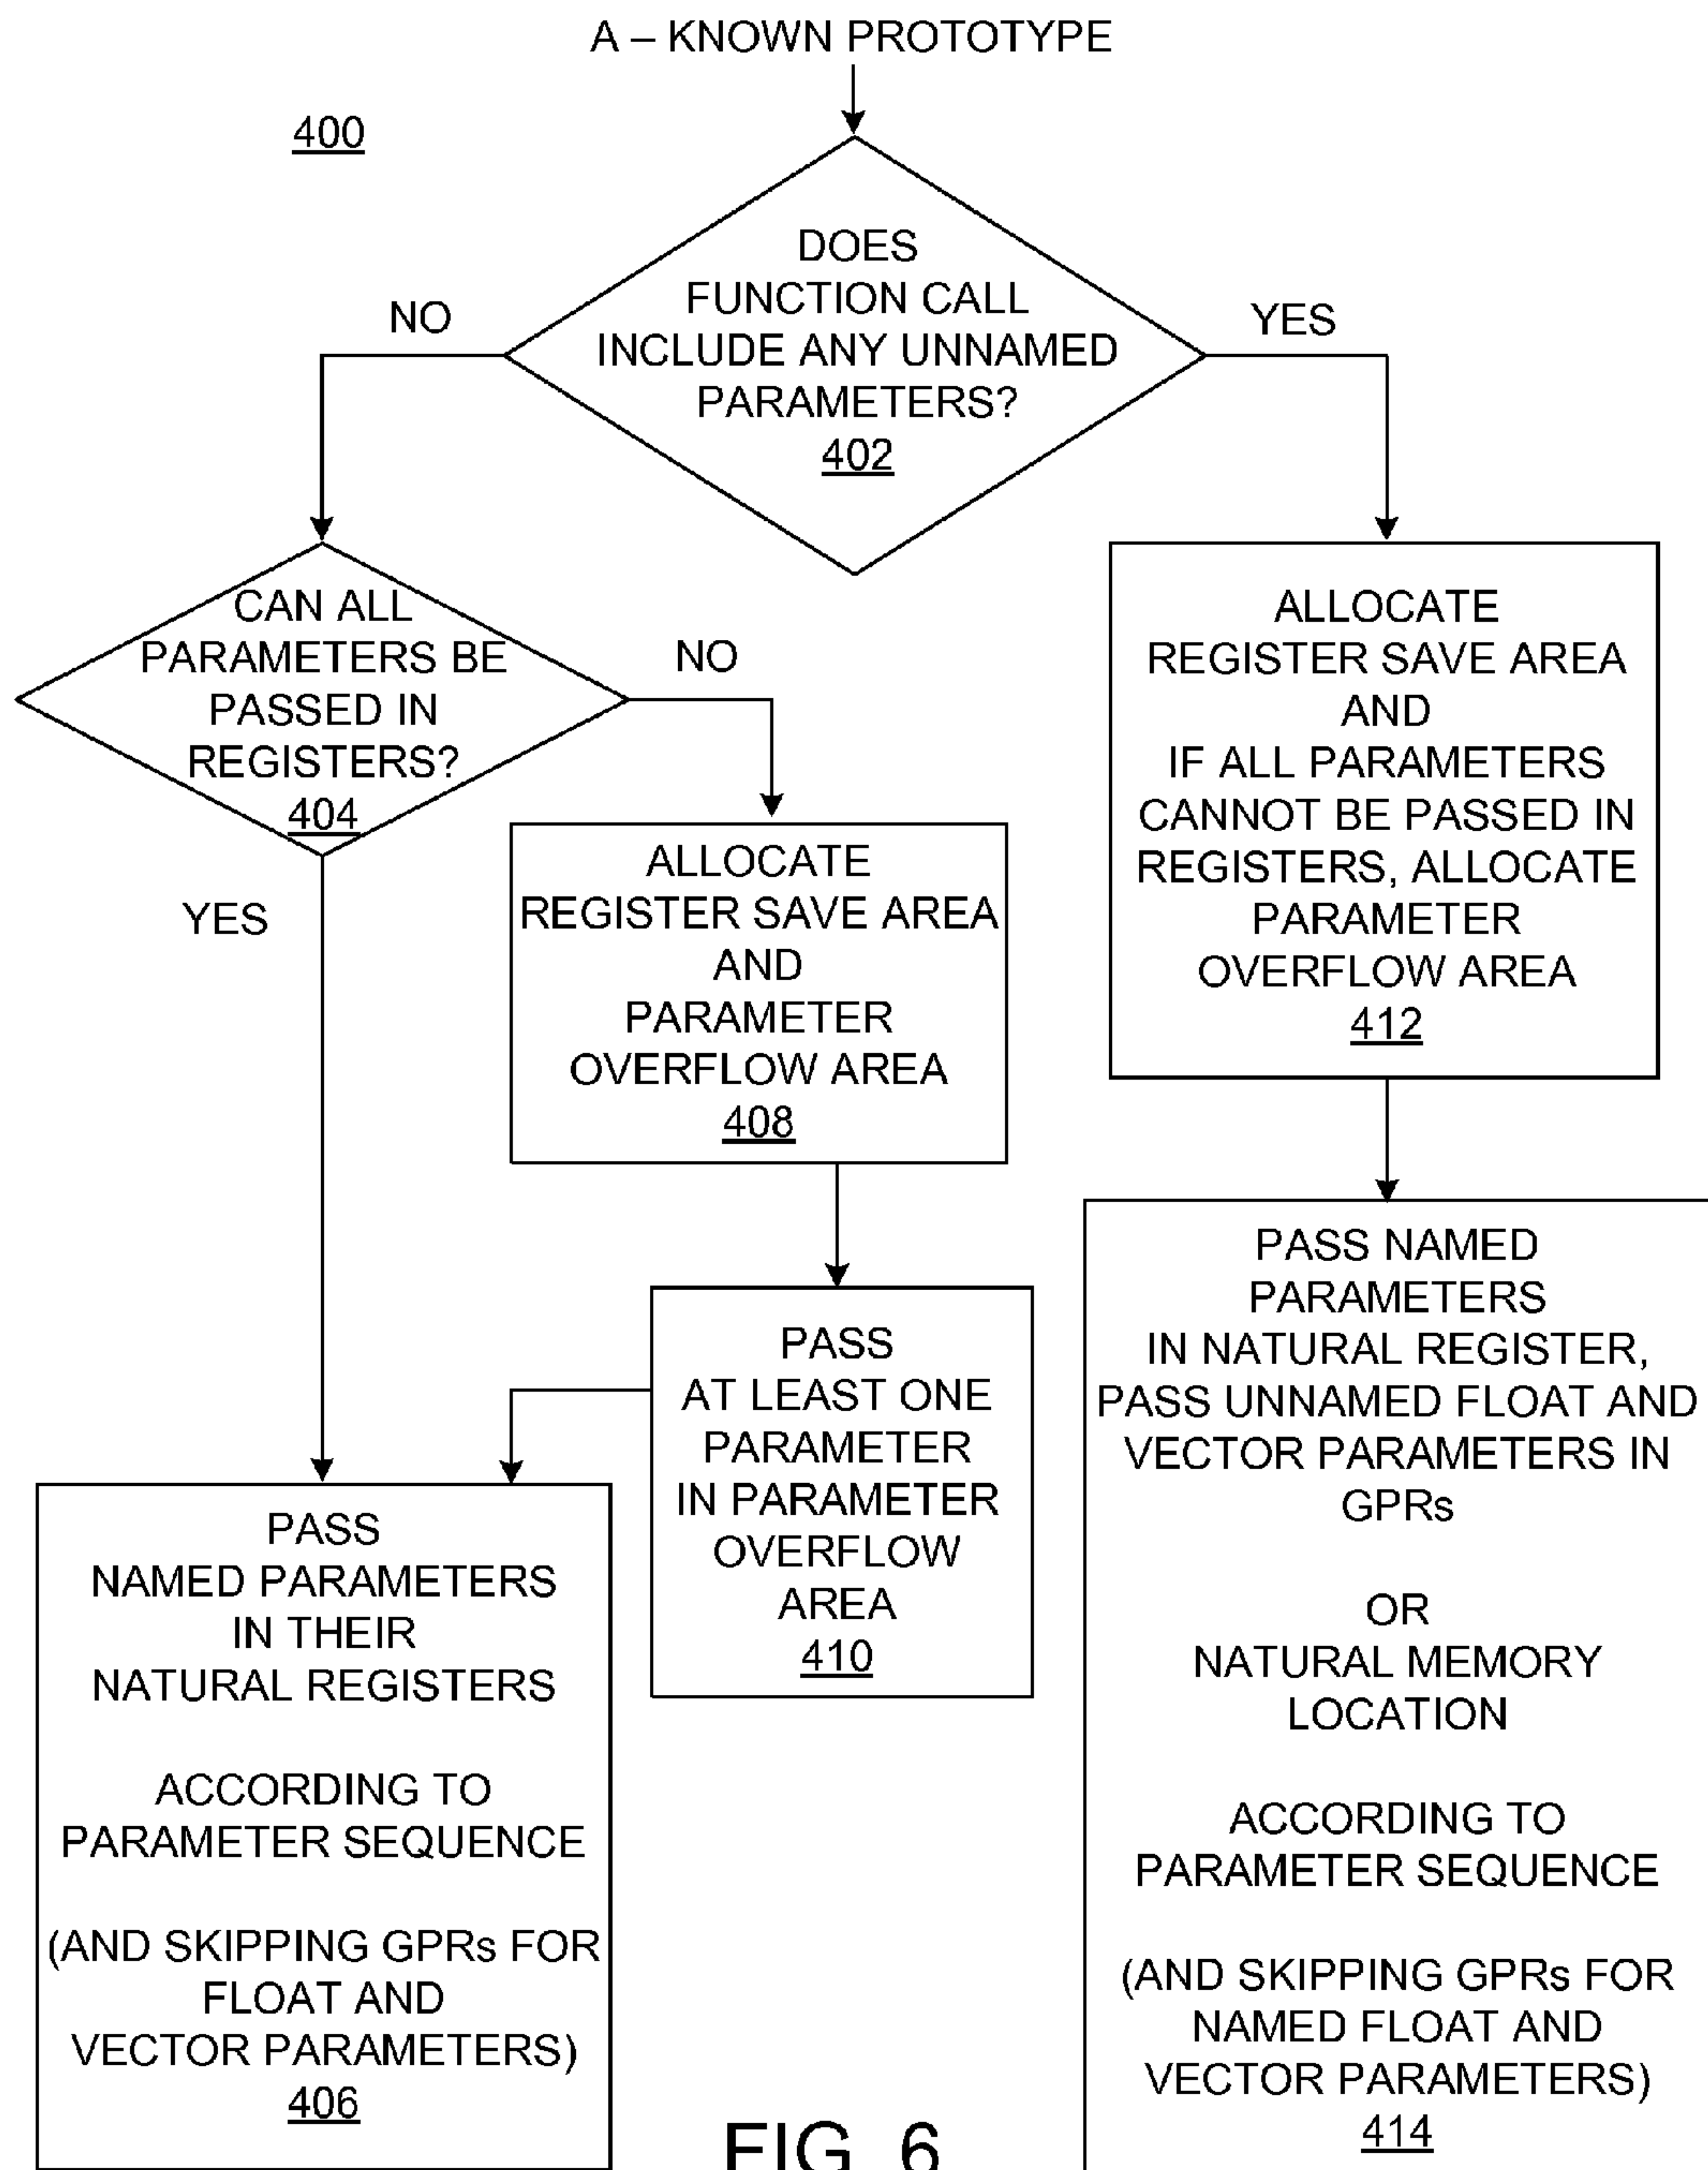 A – KNOWN PROTOTYPE
400
DOES
FUNCTION CALL
INCLUDE ANY UNNAMED
PARAMETERS?
402
NO
YES
CAN ALL
PARAMETERS BE
PASSED IN
REGISTERS?
404
NO
YES
ALLOCATE
REGISTER SAVE AREA
AND
PARAMETER
OVERFLOW AREA
408
ALLOCATE
REGISTER SAVE AREA
AND
IF ALL PARAMETERS
CANNOT BE PASSED IN
REGISTERS, ALLOCATE
PARAMETER
OVERFLOW AREA
412
PASS
AT LEAST ONE
PARAMETER
IN PARAMETER
OVERFLOW
AREA
410
PASS
NAMED PARAMETERS
IN THEIR
NATURAL REGISTERS
ACCORDING TO
PARAMETER SEQUENCE
(AND SKIPPING GPRs FOR
FLOAT AND
VECTOR PARAMETERS)
406
PASS NAMED
PARAMETERS
IN NATURAL REGISTER,
PASS UNNAMED FLOAT AND
VECTOR PARAMETERS IN
GPRs
OR
NATURAL MEMORY
LOCATION
ACCORDING TO
PARAMETER SEQUENCE
(AND SKIPPING GPRs FOR
NAMED FLOAT AND
VECTOR PARAMETERS)
414
FIG. 6